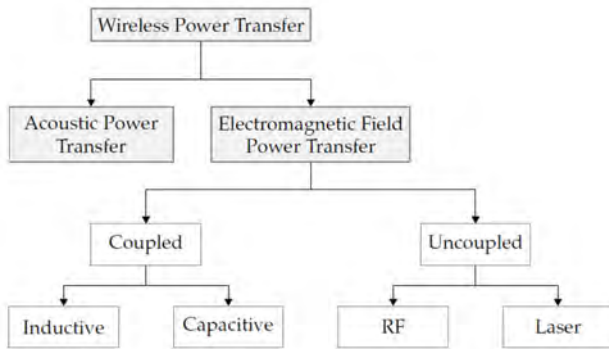 Wireless Power Transfer
Acoustic Power
Transfer
Electromagnetic Field
Power Transfer
Coupled
Uncoupled
Inductive
Capacitive
RF
Laser